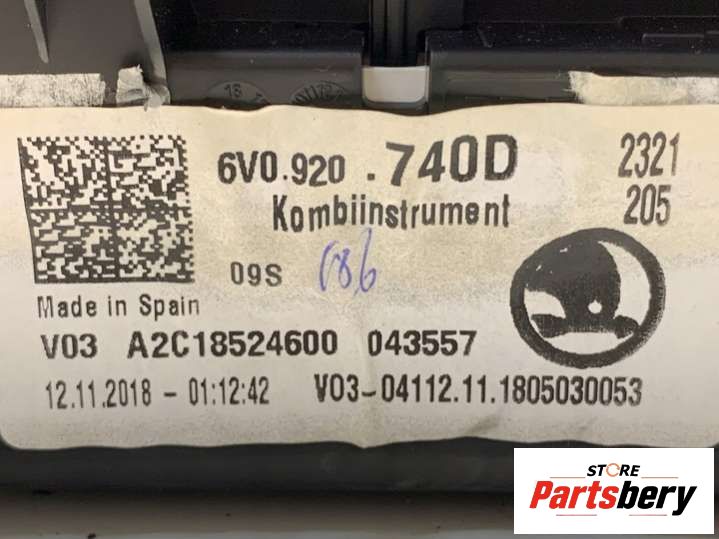 6V0.920 .740D
2321
Kombiinstrument
205
09S
186
Made in Spain
V03 A2C18524600 043557
12.11.2018 - 01:12:42 V03-04112.11.1805030053
STORE
Partsbery